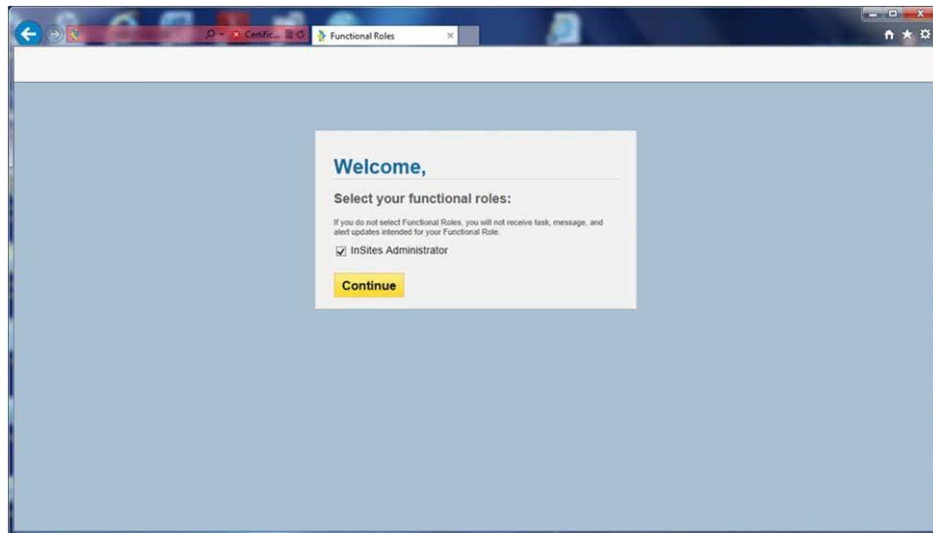 Certific...
Functional Roles
Welcome,
Select your functional roles:
If you do not select Functional Roles, you will not receive task, message, and
alert updates intended for your Functional Role.
InSites Administrator
Continue